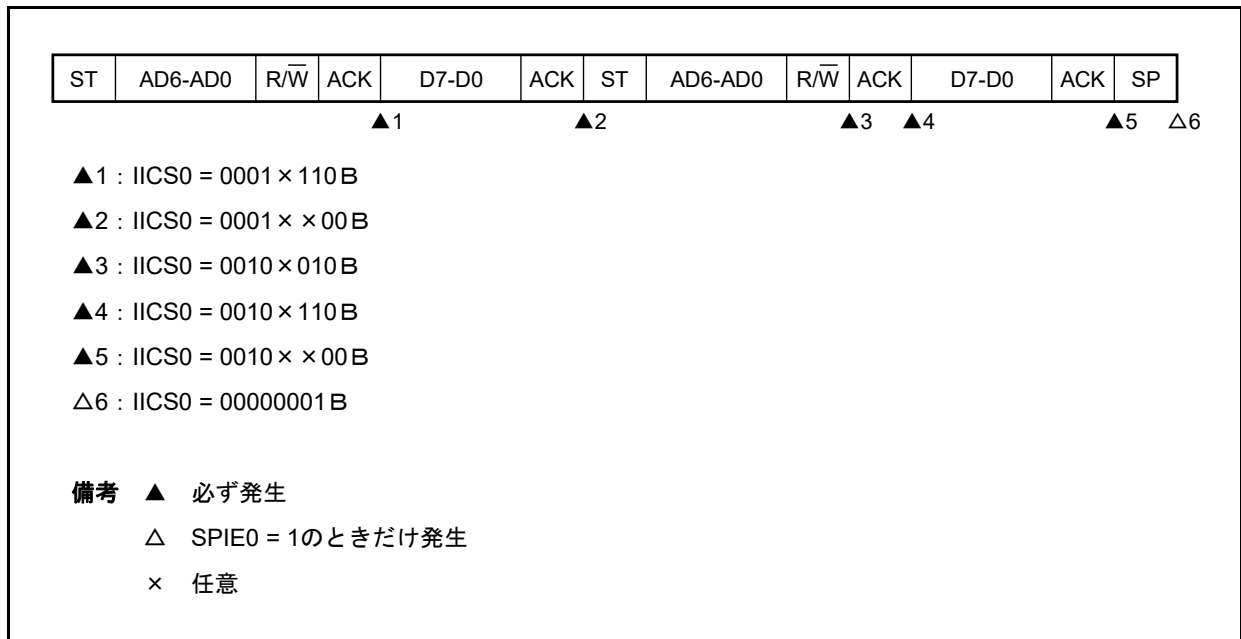 ST AD6-AD0 R/W̅ ACK D7-D0 ACK ST AD6-AD0 R/W̅ ACK D7-D0 ACK SP
▲1 ▲2 ▲3 ▲4 ▲5 △6
▲1：IICS0 = 0001×110B
▲2：IICS0 = 0001××00B
▲3：IICS0 = 0010×010B
▲4：IICS0 = 0010×110B
▲5：IICS0 = 0010××00B
△6：IICS0 = 00000001B
備考 ▲ 必ず発生
△ SPIE0 = 1のときだけ発生
× 任意